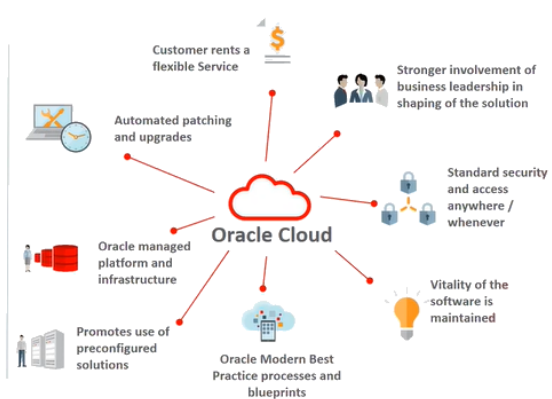 Customer rents a
flexible Service
$
Stronger involvement of
business leadership in
shaping of the solution
Automated patching
and upgrades
Standard security
and access
anywhere /
whenever
Oracle Cloud
Oracle managed
platform and
infrastructure
Vitality of the
software is
maintained
Promotes use of
preconfigured
solutions
Oracle Modern Best
Practice processes and
blueprints